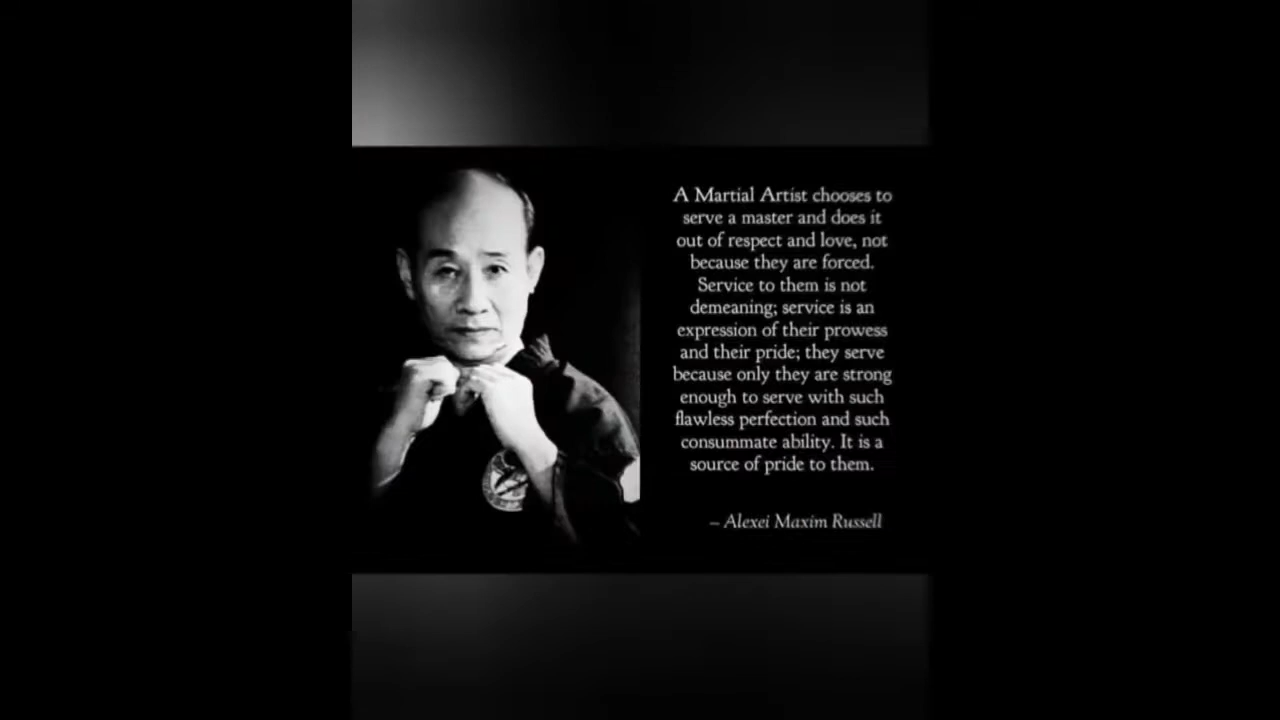 A Martial Artist chooses to
serve a master and does it
out of respect and love, not
because they are forced.
Service to them is not
demeaning; service is an
expression of their prowess
and their pride; they serve
because only they are strong
enough to serve with such
flawless perfection and such
consummate ability. It is a
source of pride to them.
– Alexei Maxim Russell